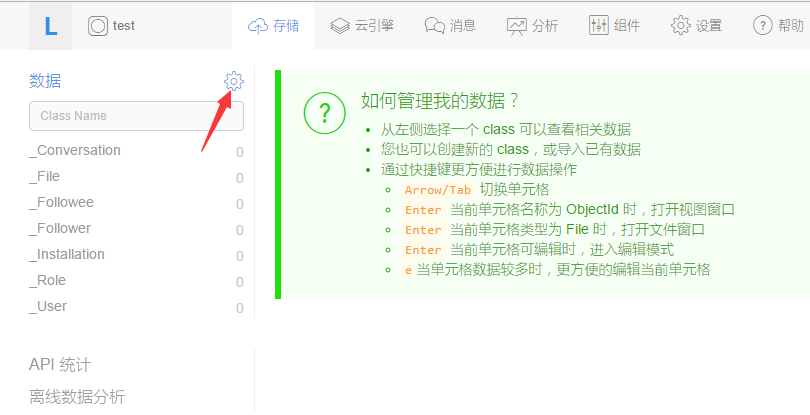 L test 存储 云引擎 消息 分析 组件 设置 ? 帮助
数据
Class Name
_Conversation 0
_File 0
_Followee 0
_Follower 0
_Installation 0
_Role 0
_User 0
API 统计
离线数据分析
?
如何管理我的数据？
从左侧选择一个 class 可以查看相关数据
您也可以创建新的 class，或导入已有数据
通过快捷键更方便进行数据操作
Arrow/Tab 切换单元格
Enter 当前单元格名称为 ObjectId 时，打开视图窗口
Enter 当前单元格类型为 File 时，打开文件窗口
Enter 当前单元格可编辑时，进入编辑模式
e 当单元格数据较多时，更方便的编辑当前单元格